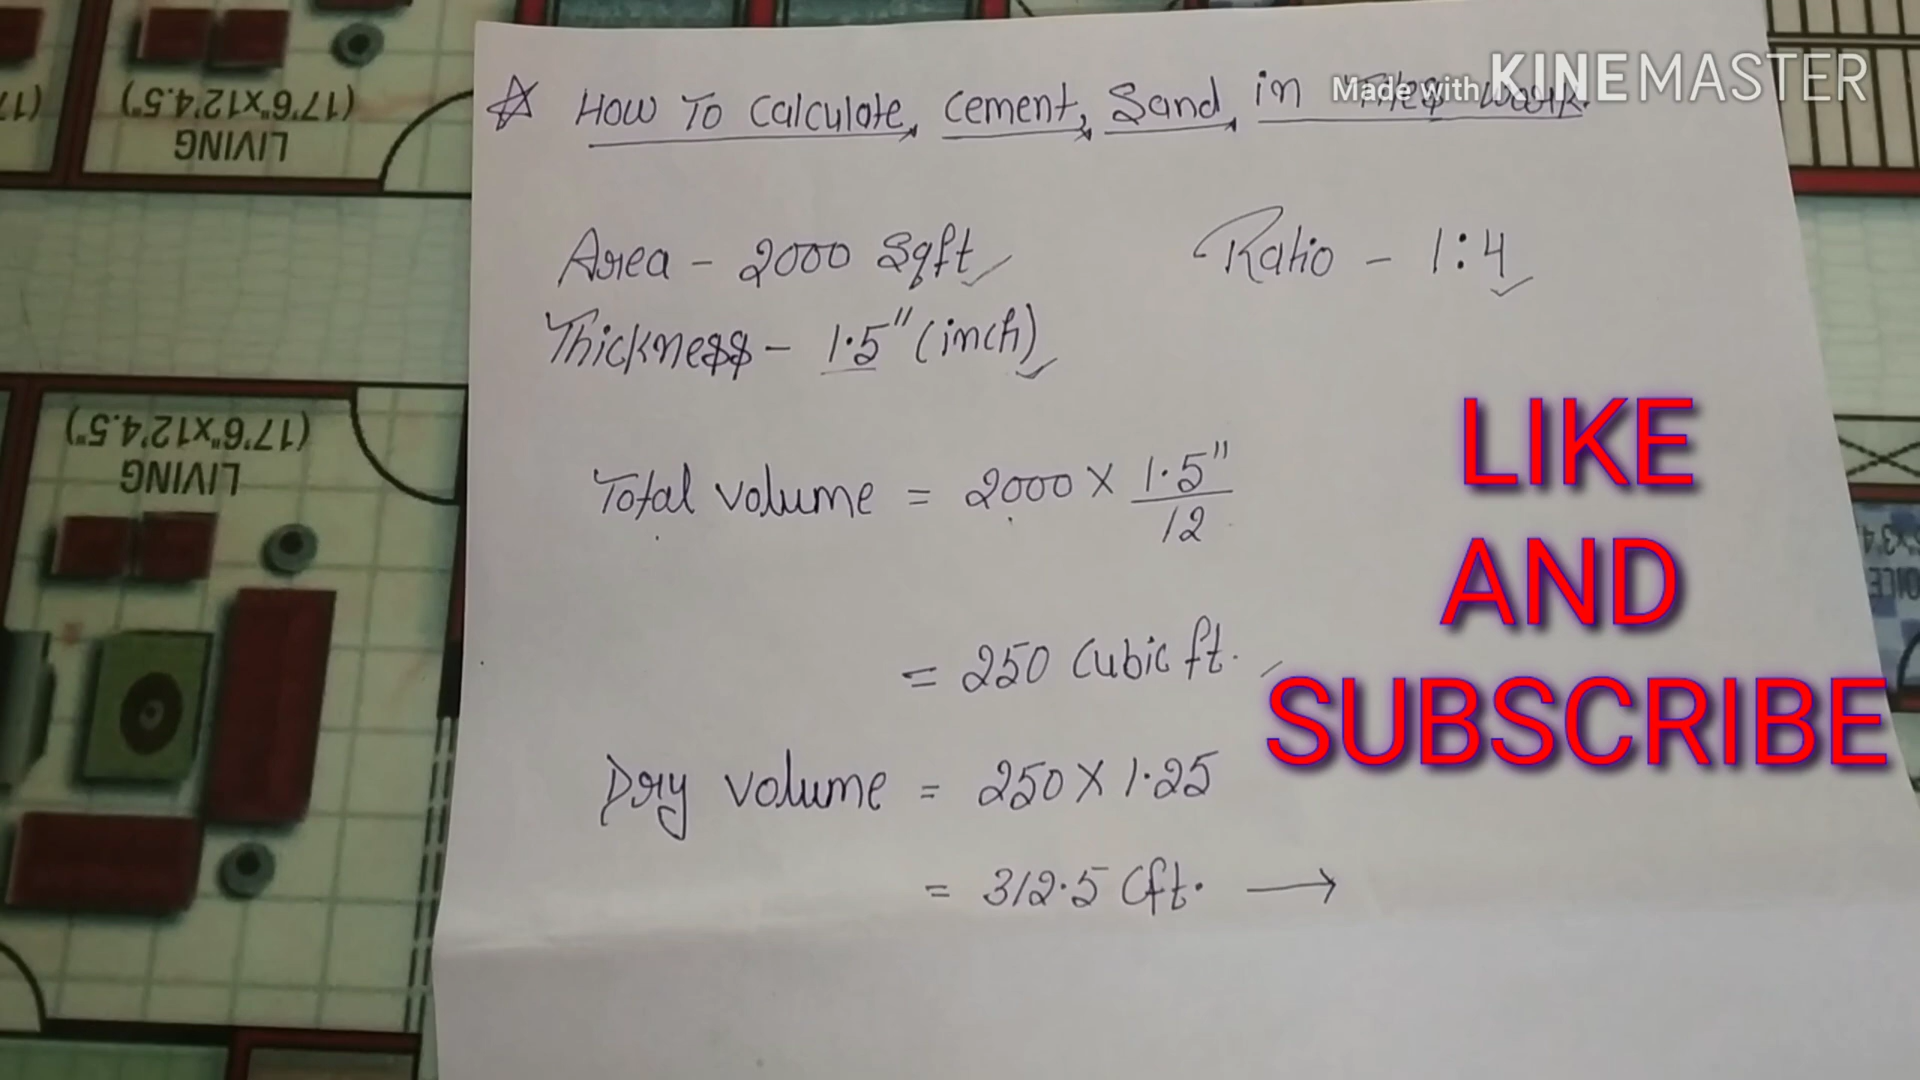 ☆ HOW TO Calculate, Cement, Sand, in Tiles Work.
Made with KINEMASTER
Area - 2000 Sqft
Ratio - 1:4
Thickness - 1.5" (inch)
Total volume = 2000 X 1.5"/12
= 250 Cubic ft.
Dry volume = 250 X 1.25
= 312.5 Cft. →
LIKE
AND
SUBSCRIBE
(17'6"X12'4.5")
LIVING
(17'6"X12'4.5")
LIVING